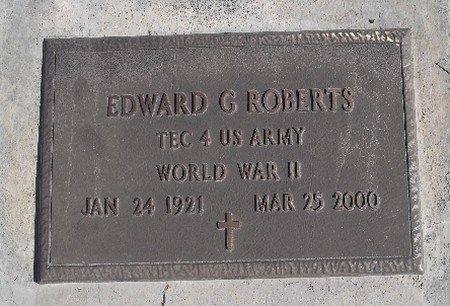 EDWARD G ROBERTS
TEC 4 US ARMY
WORLD WAR II
JAN 24 1921 MAR 25 2000